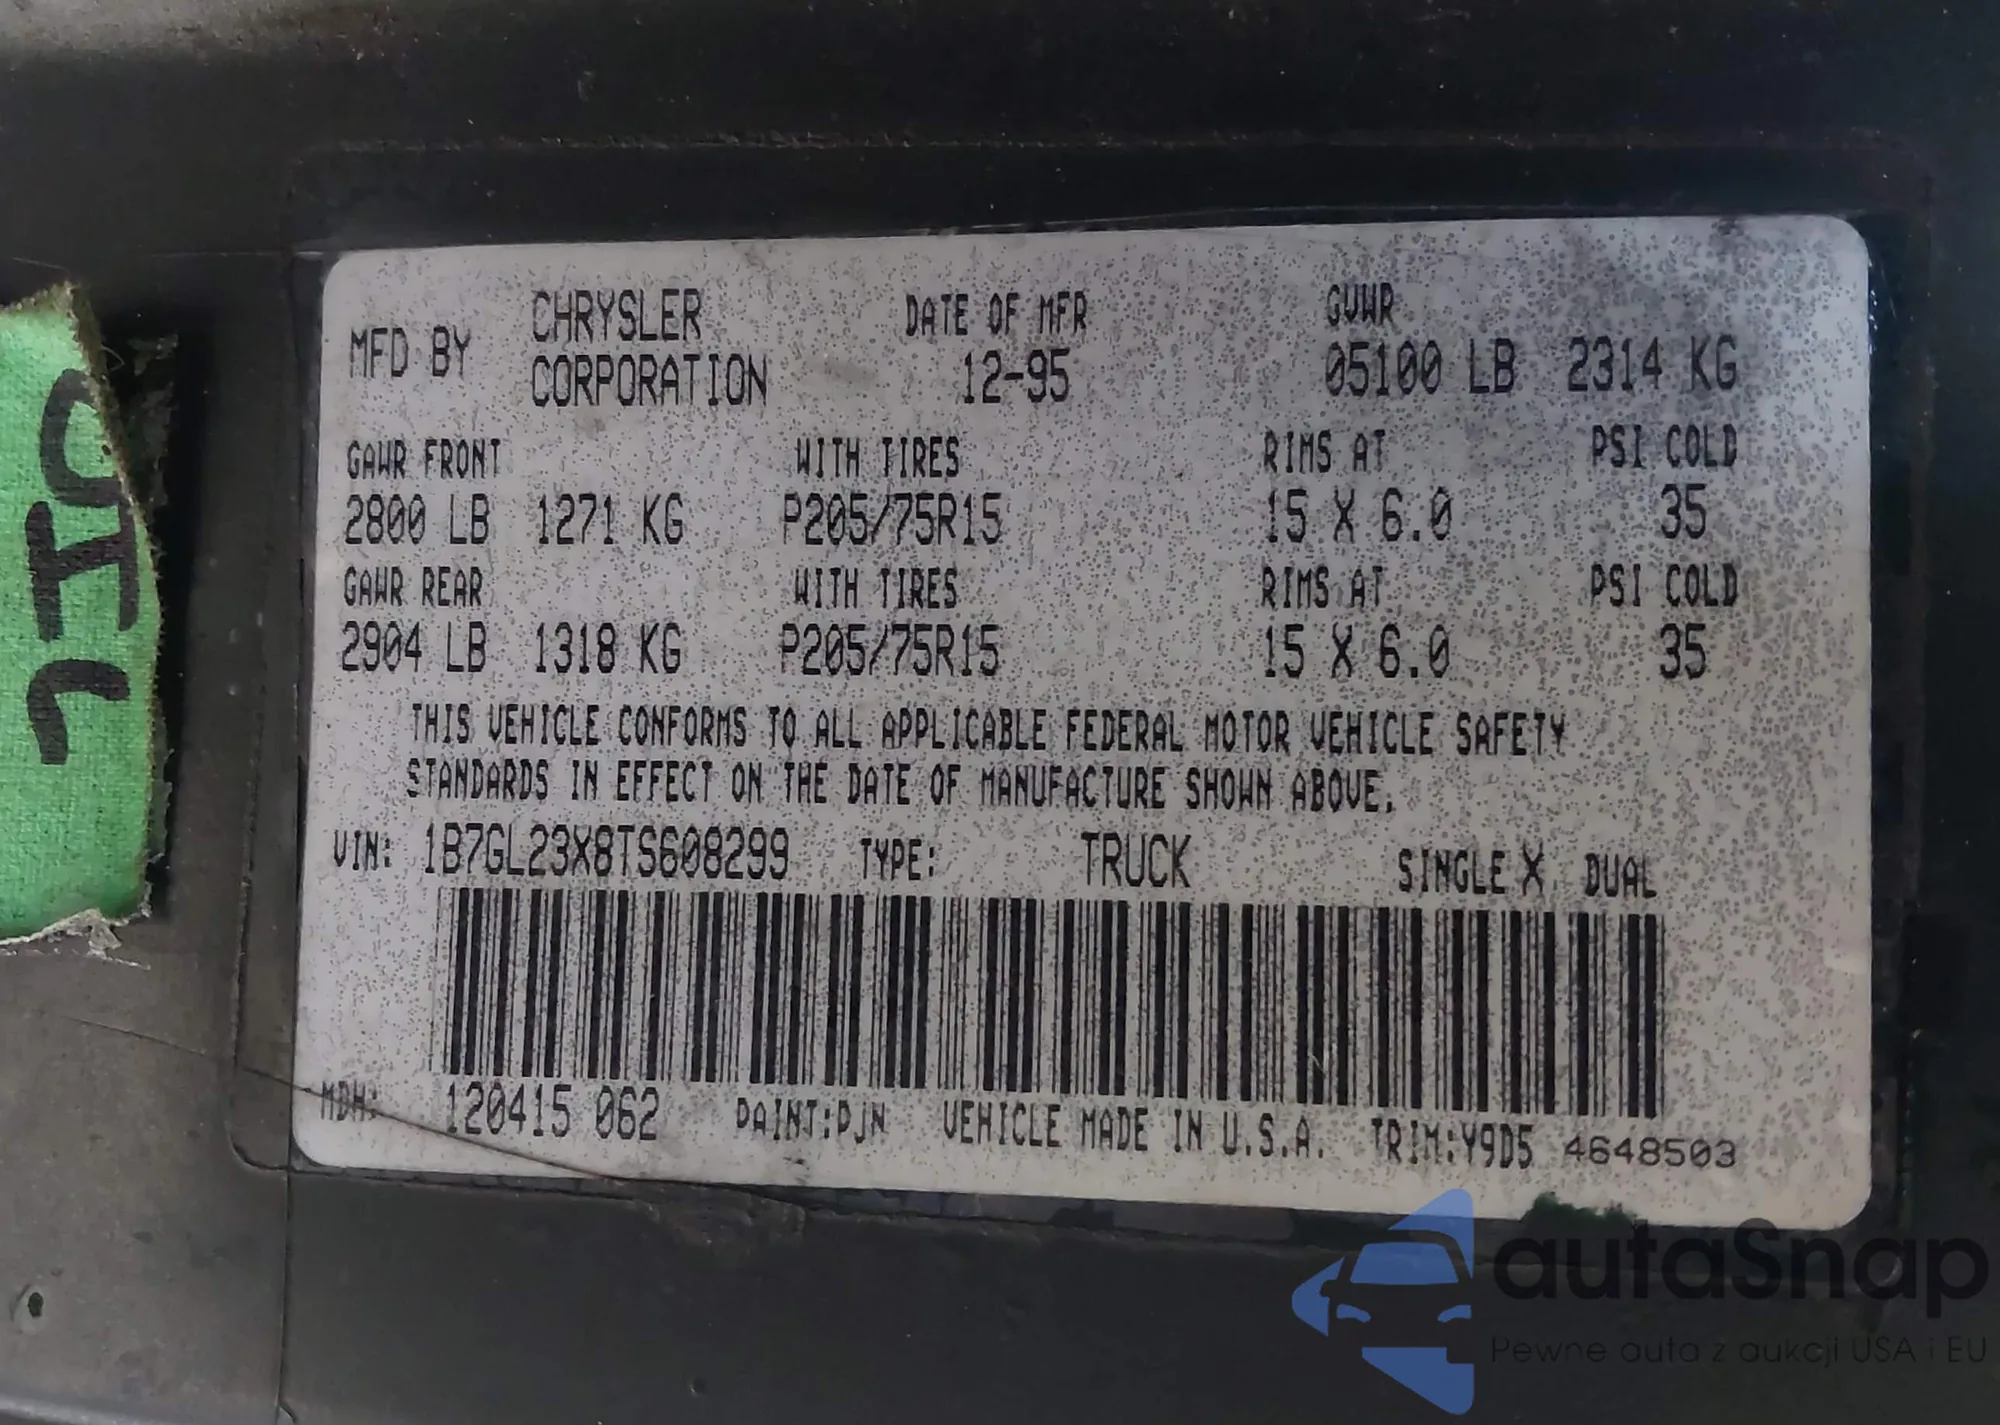 MFD BY CHRYSLER CORPORATION DATE OF MFR 12-95 GVWR 05100 LB 2314 KG
GAWR FRONT WITH TIRES RIMS AT PSI COLD
2800 LB 1271 KG P205/75R15 15 X 6.0 35
GAWR REAR WITH TIRES RIMS AT PSI COLD
2904 LB 1318 KG P205/75R15 15 X 6.0 35
THIS VEHICLE CONFORMS TO ALL APPLICABLE FEDERAL MOTOR VEHICLE SAFETY
STANDARDS IN EFFECT ON THE DATE OF MANUFACTURE SHOWN ABOVE.
VIN: 1B7GL23X8TS608299 TYPE: TRUCK SINGLE X DUAL
MDH: 120415 062 PAINT:PJN VEHICLE MADE IN U.S.A. TRIM:Y9D5 4648503
autaSnap
Pewne auta z aukcji USA i EU